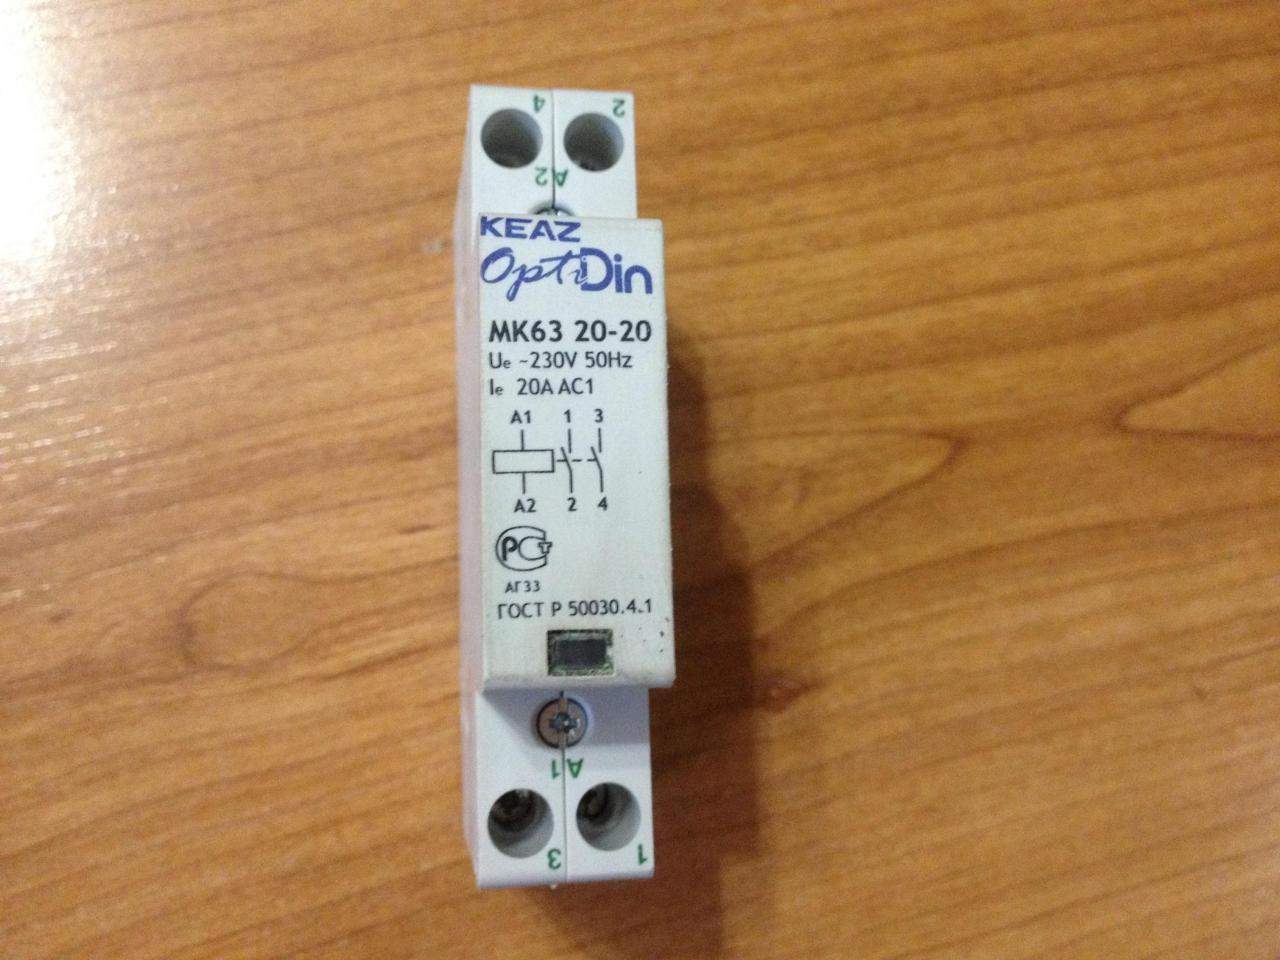 4 2
A2
KEAZ
OptiDin
MK63 20-20
Ue ~230V 50Hz
Ie 20A AC1
A1 1 3
A2 2 4
РСТ
АГ33
ГОСТ Р 50030.4.1
A1
3 1